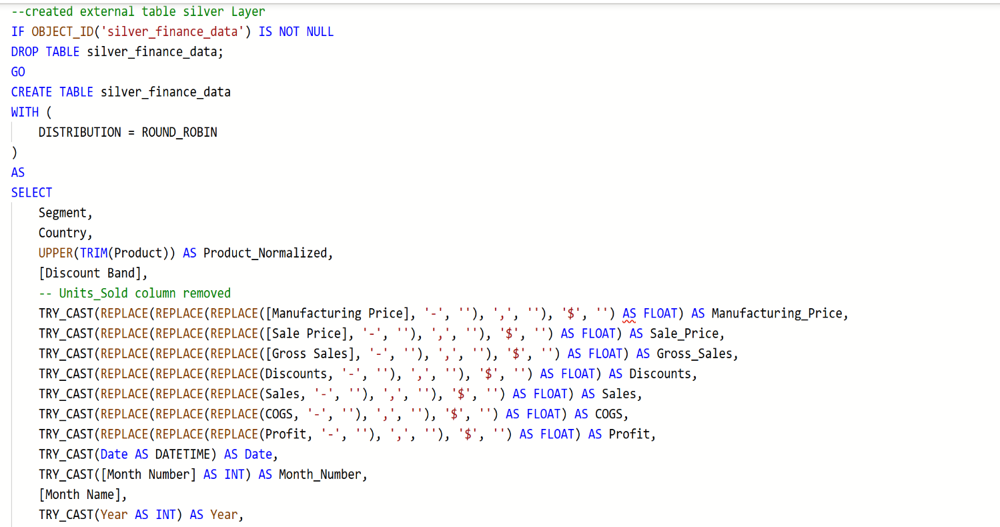 --created external table silver Layer
IF OBJECT_ID('silver_finance_data') IS NOT NULL
DROP TABLE silver_finance_data;
GO
CREATE TABLE silver_finance_data
WITH (
    DISTRIBUTION = ROUND_ROBIN
)
AS
SELECT
    Segment,
    Country,
    UPPER(TRIM(Product)) AS Product_Normalized,
    [Discount Band],
    -- Units_Sold column removed
    TRY_CAST(REPLACE(REPLACE(REPLACE([Manufacturing Price], '-', ''), ',', ''), '$', '') AS FLOAT) AS Manufacturing_Price,
    TRY_CAST(REPLACE(REPLACE(REPLACE([Sale Price], '-', ''), ',', ''), '$', '') AS FLOAT) AS Sale_Price,
    TRY_CAST(REPLACE(REPLACE(REPLACE([Gross Sales], '-', ''), ',', ''), '$', '') AS FLOAT) AS Gross_Sales,
    TRY_CAST(REPLACE(REPLACE(REPLACE(Discounts, '-', ''), ',', ''), '$', '') AS FLOAT) AS Discounts,
    TRY_CAST(REPLACE(REPLACE(REPLACE(Sales, '-', ''), ',', ''), '$', '') AS FLOAT) AS Sales,
    TRY_CAST(REPLACE(REPLACE(REPLACE(COGS, '-', ''), ',', ''), '$', '') AS FLOAT) AS COGS,
    TRY_CAST(REPLACE(REPLACE(REPLACE(Profit, '-', ''), ',', ''), '$', '') AS FLOAT) AS Profit,
    TRY_CAST(Date AS DATETIME) AS Date,
    TRY_CAST([Month Number] AS INT) AS Month_Number,
    [Month Name],
    TRY_CAST(Year AS INT) AS Year,